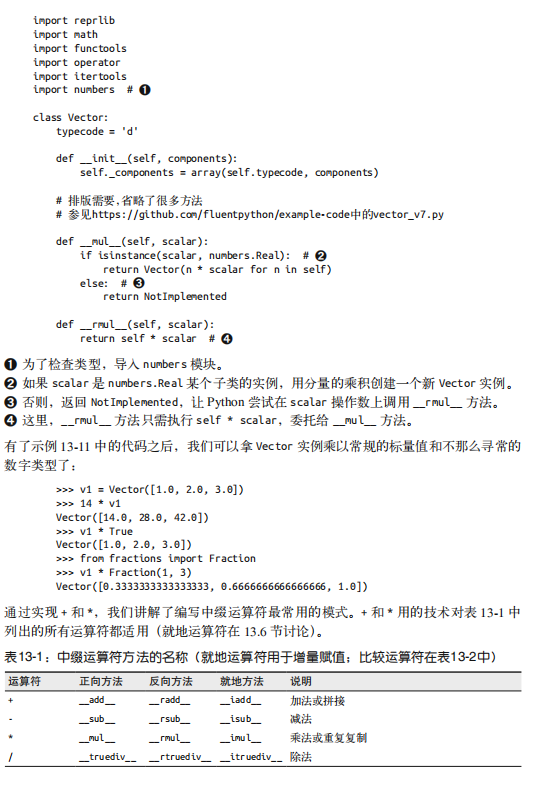 import reprlib
import math
import functools
import operator
import itertools
import numbers  # ❶
class Vector:
    typecode = 'd'
    def __init__(self, components):
        self._components = array(self.typecode, components)
    # 排版需要,省略了很多方法
    # 参见https://github.com/fluentpython/example-code中的vector_v7.py
    def __mul__(self, scalar):
        if isinstance(scalar, numbers.Real):  # ❷
            return Vector(n * scalar for n in self)
        else:  # ❸
            return NotImplemented
    def __rmul__(self, scalar):
        return self * scalar  # ❹
❶ 为了检查类型，导入 numbers 模块。
❷ 如果 scalar 是 numbers.Real 某个子类的实例，用分量的乘积创建一个新 Vector 实例。
❸ 否则，返回 NotImplemented，让 Python 尝试在 scalar 操作数上调用 __rmul__ 方法。
❹ 这里，__rmul__ 方法只需执行 self * scalar，委托给 __mul__ 方法。
有了示例 13-11 中的代码之后，我们可以拿 Vector 实例乘以常规的标量值和不那么寻常的
数字类型了：
>>> v1 = Vector([1.0, 2.0, 3.0])
>>> 14 * v1
Vector([14.0, 28.0, 42.0])
>>> v1 * True
Vector([1.0, 2.0, 3.0])
>>> from fractions import Fraction
>>> v1 * Fraction(1, 3)
Vector([0.3333333333333333, 0.6666666666666666, 1.0])
通过实现 + 和 *，我们讲解了编写中缀运算符最常用的模式。+ 和 * 用的技术对表 13-1 中
列出的所有运算符都适用（就地运算符在 13.6 节讨论）。
表13-1：中缀运算符方法的名称（就地运算符用于增量赋值；比较运算符在表13-2中）
运算符 正向方法 反向方法 就地方法 说明
+ __add__ __radd__ __iadd__ 加法或拼接
- __sub__ __rsub__ __isub__ 减法
* __mul__ __rmul__ __imul__ 乘法或重复复制
/ __truediv__ __rtruediv__ __itruediv__ 除法